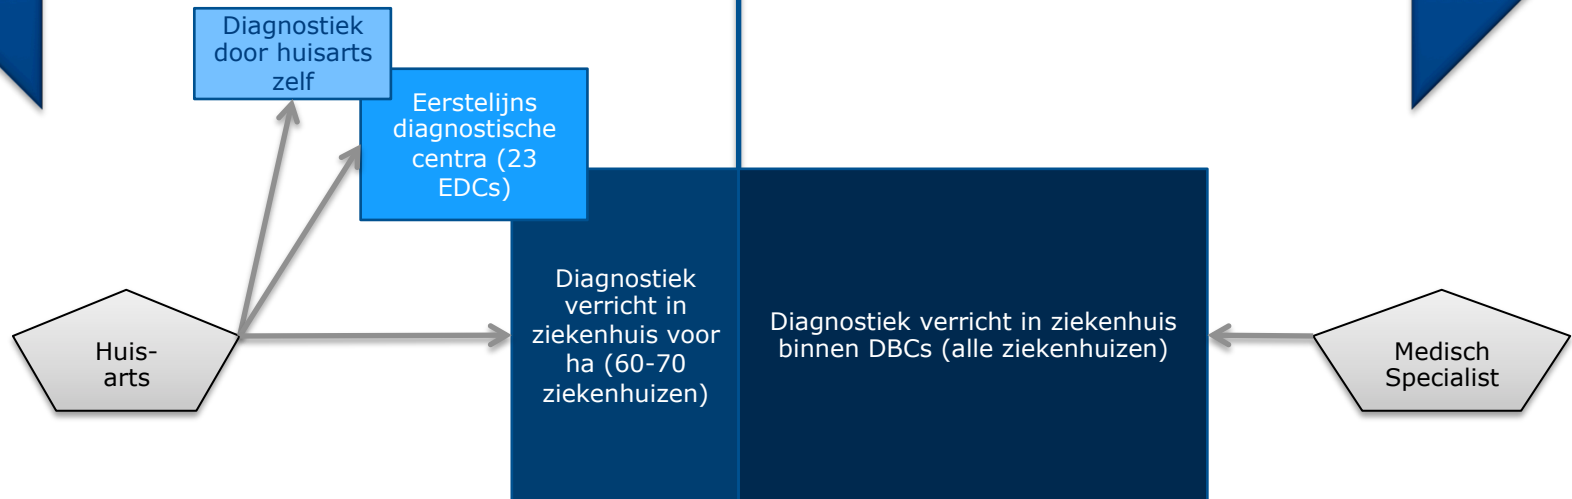 Diagnostiek
door huisarts
zelf
Eerstelijns
diagnostische
centra (23
EDCs)
Diagnostiek
verricht in
ziekenhuis voor
ha (60-70
ziekenhuizen)
Diagnostiek verricht in ziekenhuis
binnen DBCs (alle ziekenhuizen)
Huis-
arts
Medisch
Specialist